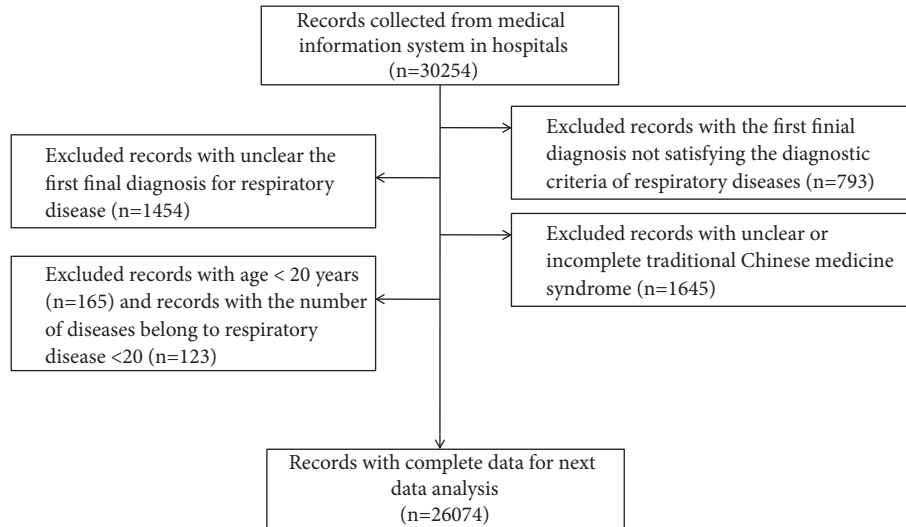 Records collected from medical
information system in hospitals
(n=30254)
Excluded records with the first finial
diagnosis not satisfying the diagnostic
criteria of respiratory diseases (n=793)
Excluded records with unclear the
first final diagnosis for respiratory
disease (n=1454)
Excluded records with unclear or
incomplete traditional Chinese medicine
syndrome (n=1645)
Excluded records with age < 20 years
(n=165) and records with the number
of diseases belong to respiratory
disease <20 (n=123)
Records with complete data for next
data analysis
(n=26074)